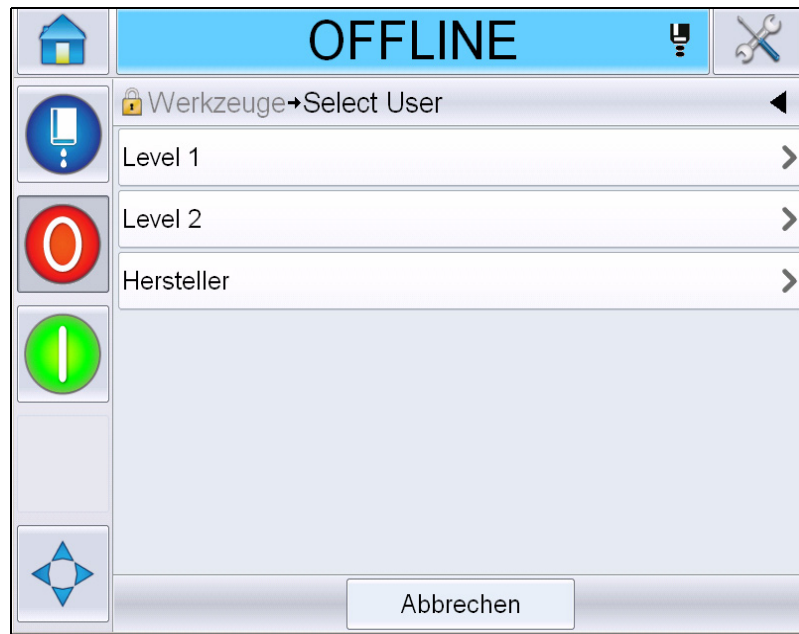 OFFLINE
Werkzeuge→Select User
Level 1
Level 2
Hersteller
Abbrechen